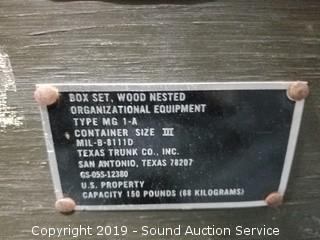 BOX SET, WOOD NESTED
ORGANIZATIONAL EQUIPMENT
TYPE MG 1-A
CONTAINER SIZE III
MIL-B-8111D
TEXAS TRUNK CO., INC.
SAN ANTONIO, TEXAS 78207
GS-05S-12380
U.S. PROPERTY
CAPACITY 150 POUNDS (68 KILOGRAMS)
Copyright 2019 - Sound Auction Service